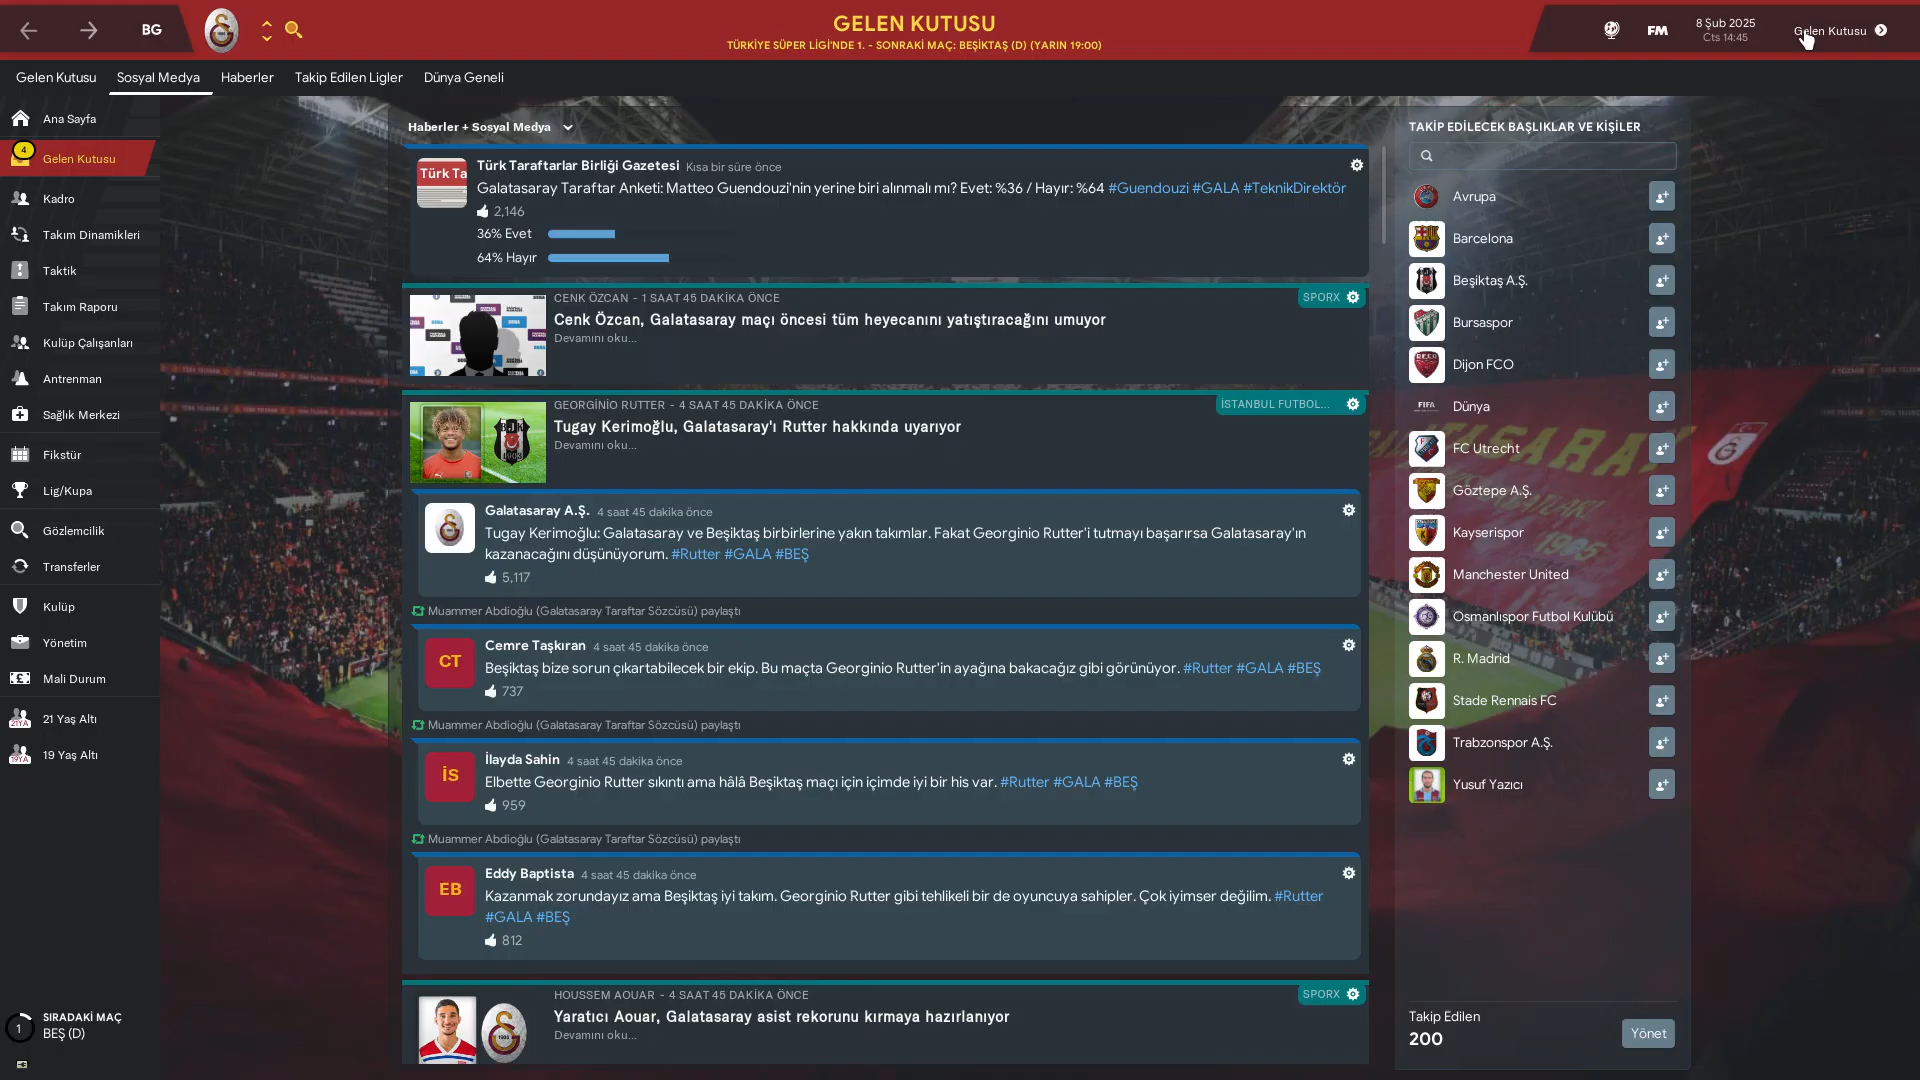 BG
GELEN KUTUSU
TÜRKİYE SÜPER LİGİ'NDE 1. - SONRAKİ MAÇ: BEŞİKTAŞ (D) (YARIN 19:00)
FM
8 Şub 2025
Cts 14:45
Gelen Kutusu
Gelen Kutusu
Sosyal Medya
Haberler
Takip Edilen Ligler
Dünya Geneli
Ana Sayfa
4
Gelen Kutusu
Kadro
Takım Dinamikleri
Taktik
Takım Raporu
Kulüp Çalışanları
Antrenman
Sağlık Merkezi
Fikstür
Lig/Kupa
Gözlemcilik
Transferler
Kulüp
Yönetim
Mali Durum
21YA
21 Yaş Altı
19YA
19 Yaş Altı
1
SIRADAKİ MAÇ
BEŞ (D)
Haberler + Sosyal Medya
Türk Ta
Türk Taraftarlar Birliği Gazetesi Kısa bir süre önce
Galatasaray Taraftar Anketi: Matteo Guendouzi'nin yerine biri alınmalı mı? Evet: %36 / Hayır: %64 #Guendouzi #GALA #TeknikDirektör
2,146
36% Evet
64% Hayır
CENK ÖZCAN - 1 SAAT 45 DAKİKA ÖNCE
SPORX
Cenk Özcan, Galatasaray maçı öncesi tüm heyecanını yatıştıracağını umuyor
Devamını oku...
GEORGİNİO RUTTER - 4 SAAT 45 DAKİKA ÖNCE
İSTANBUL FUTBOL...
Tugay Kerimoğlu, Galatasaray'ı Rutter hakkında uyarıyor
Devamını oku...
Galatasaray A.Ş. 4 saat 45 dakika önce
Tugay Kerimoğlu: Galatasaray ve Beşiktaş birbirlerine yakın takımlar. Fakat Georginio Rutter'i tutmayı başarırsa Galatasaray'ın
kazanacağını düşünüyorum. #Rutter #GALA #BEŞ
5,117
Muammer Abdioğlu (Galatasaray Taraftar Sözcüsü) paylaştı
CT
Cemre Taşkıran 4 saat 45 dakika önce
Beşiktaş bize sorun çıkartabilecek bir ekip. Bu maçta Georginio Rutter'in ayağına bakacağız gibi görünüyor. #Rutter #GALA #BEŞ
737
Muammer Abdioğlu (Galatasaray Taraftar Sözcüsü) paylaştı
İS
İlayda Sahin 4 saat 45 dakika önce
Elbette Georginio Rutter sıkıntı ama hâlâ Beşiktaş maçı için içimde iyi bir his var. #Rutter #GALA #BEŞ
959
Muammer Abdioğlu (Galatasaray Taraftar Sözcüsü) paylaştı
EB
Eddy Baptista 4 saat 45 dakika önce
Kazanmak zorundayız ama Beşiktaş iyi takım. Georginio Rutter gibi tehlikeli bir de oyuncuya sahipler. Çok iyimser değilim. #Rutter
#GALA #BEŞ
812
HOUSSEM AOUAR - 4 SAAT 45 DAKİKA ÖNCE
SPORX
Yaratıcı Aouar, Galatasaray asist rekorunu kırmaya hazırlanıyor
Devamını oku...
TAKİP EDİLECEK BAŞLIKLAR VE KİŞİLER
Avrupa
Barcelona
Beşiktaş A.Ş.
Bursaspor
Dijon FCO
FIFA
Dünya
FC Utrecht
Göztepe A.Ş.
Kayserispor
Manchester United
Osmanlıspor Futbol Kulübü
R. Madrid
Stade Rennais FC
Trabzonspor A.Ş.
Yusuf Yazıcı
Takip Edilen
200
Yönet